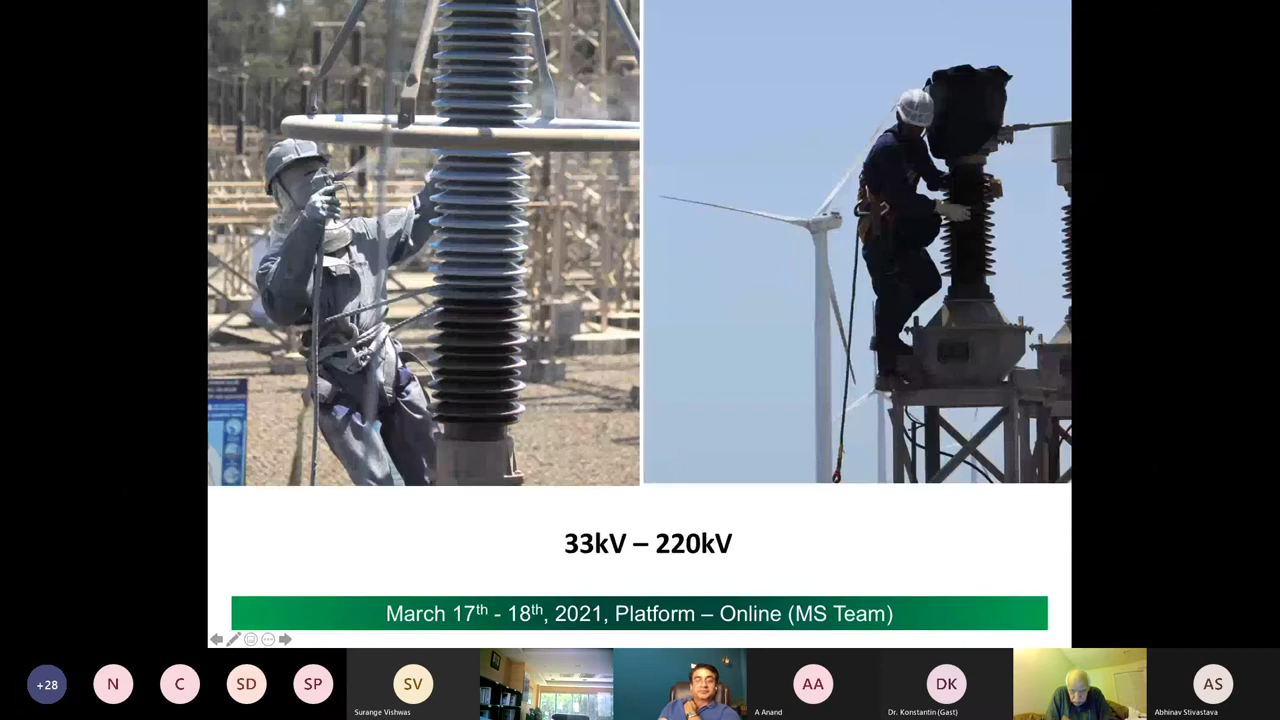 33kV – 220kV
March 17th - 18th, 2021, Platform – Online (MS Team)
+28
N
C
SD
SP
SV
AA
DK
AS
Surange Vishwas
A Anand
Dr. Konstantin (Gast)
Abhinav Stivastava